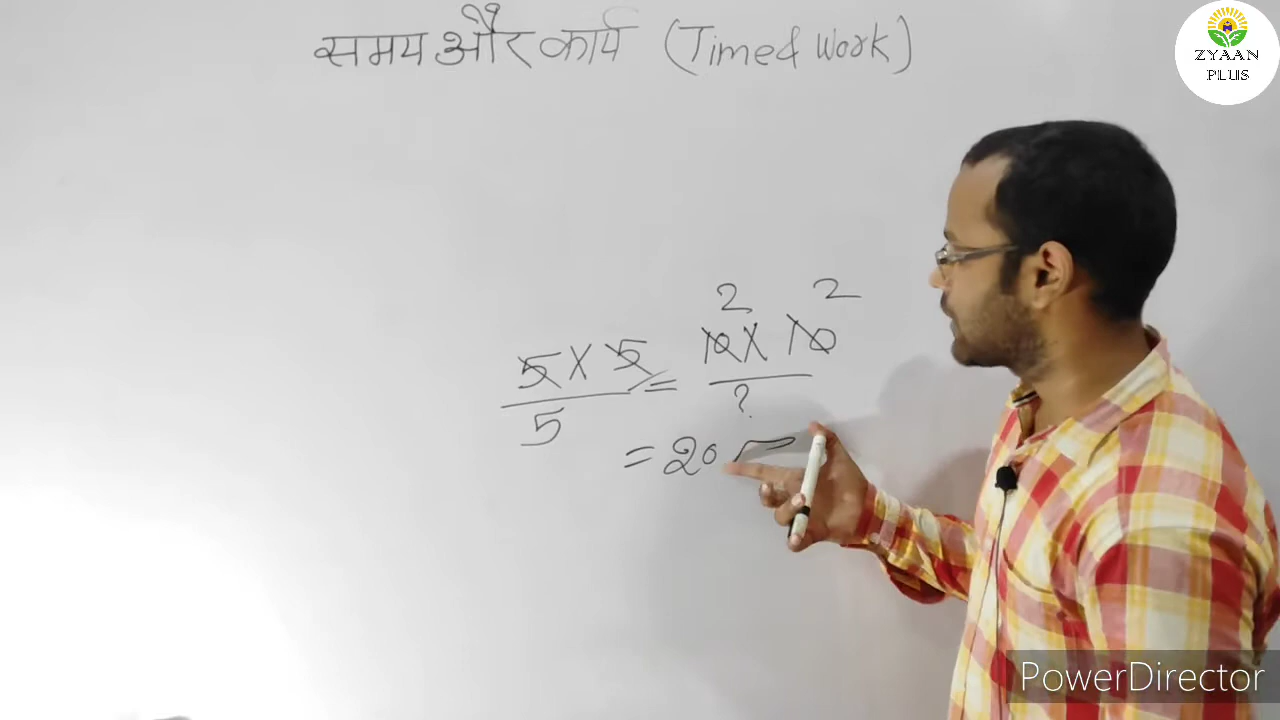 समय और कार्य (Time & Work)
ZYAAN
PLUS
2 2
5 X 5 = 10 X 10
5 ?
= 20
PowerDirector